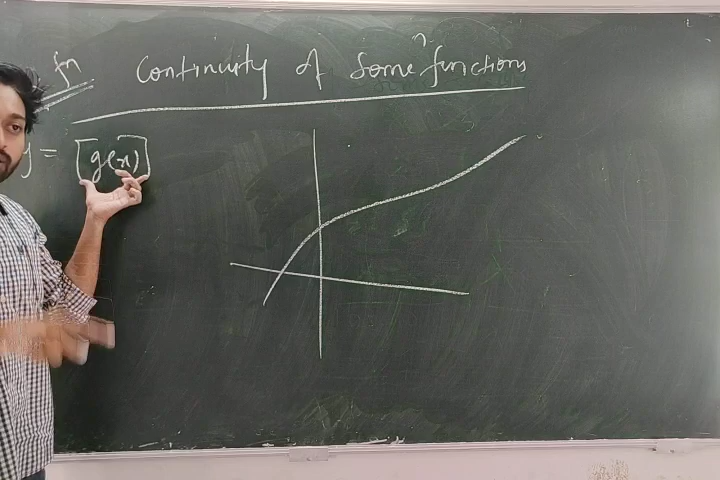 fn Continuity of Some functions
y = [g(x)]